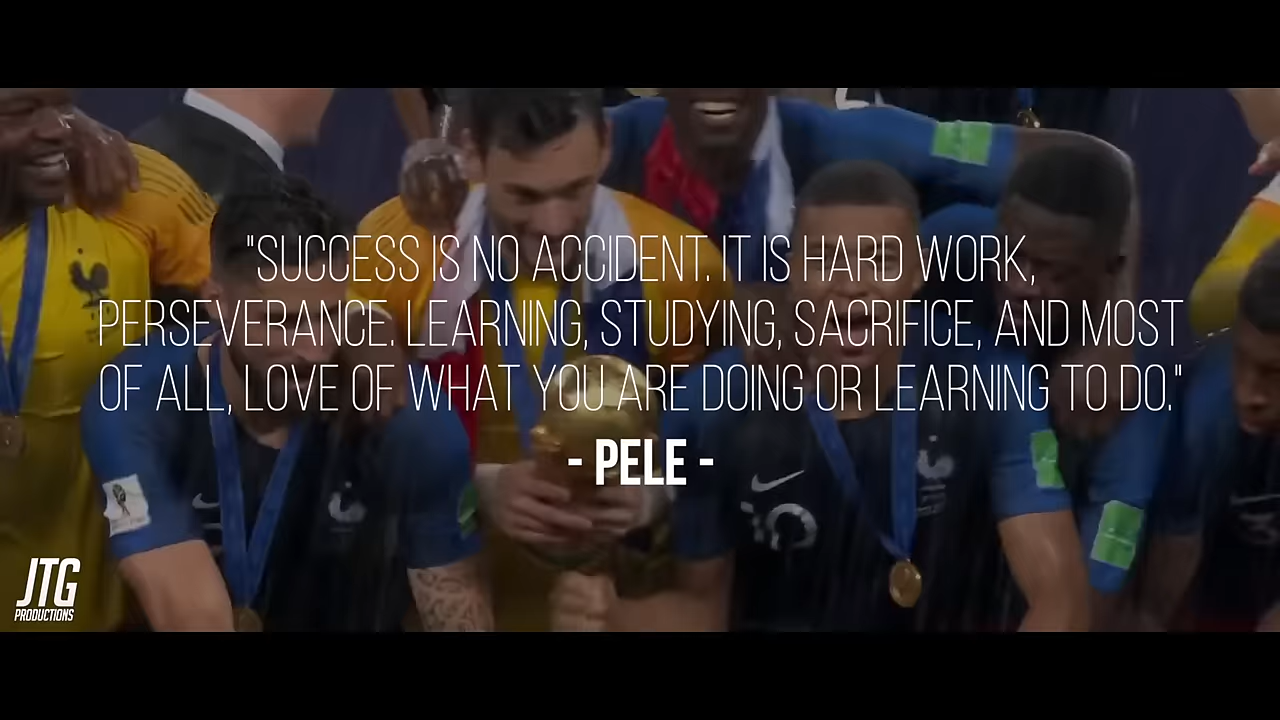 "SUCCESS IS NO ACCIDENT. IT IS HARD WORK,
PERSEVERANCE. LEARNING, STUDYING, SACRIFICE, AND MOST
OF ALL, LOVE OF WHAT YOU ARE DOING OR LEARNING TO DO."
- PELE -
JTG
PRODUCTIONS